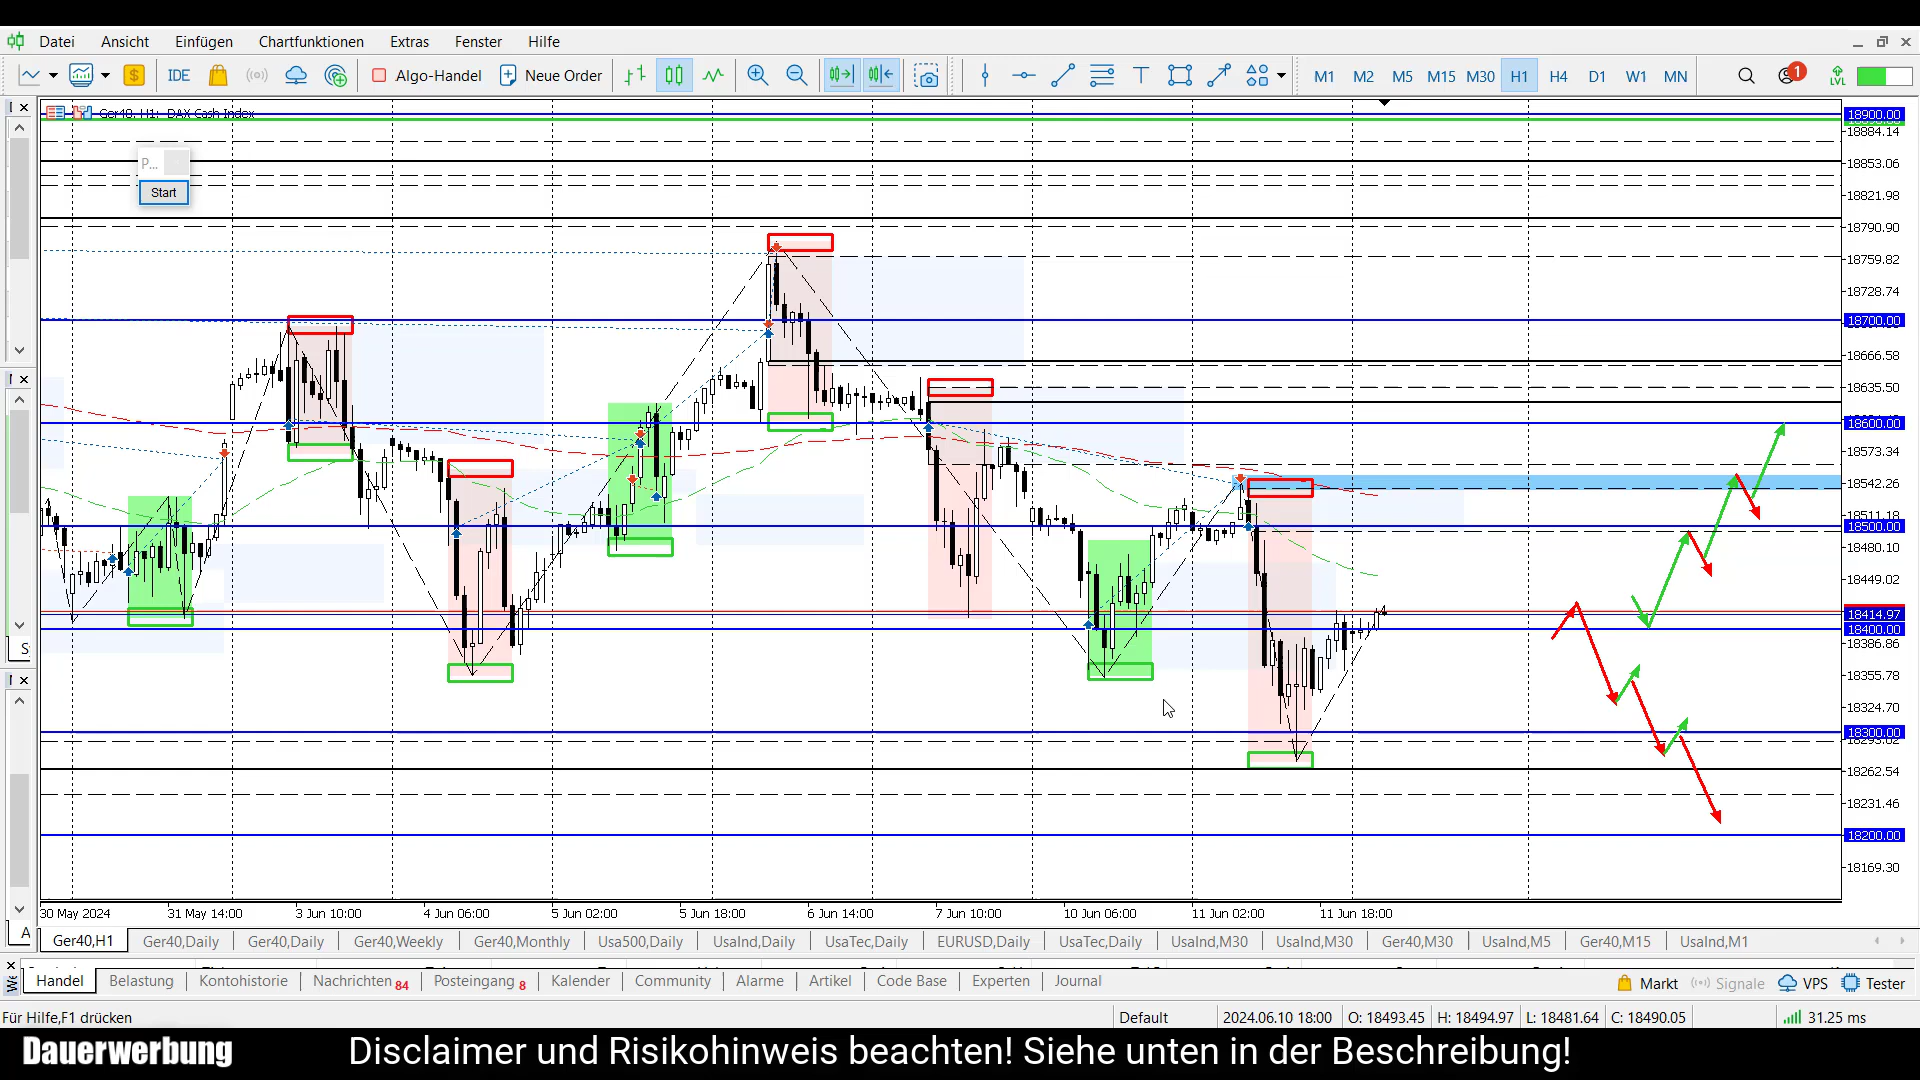 Datei Ansicht Einfügen Chartfunktionen Extras Fenster Hilfe
IDE Algo-Handel Neue Order M1 M2 M5 M15 M30 H1 H4 D1 W1 MN 1 LVL
Ger40, H1: DAX Cash Index
P...
Start
18900.00
18884.14
18853.06
18821.98
18790.90
18759.82
18728.74
18700.00
18666.58
18635.50
18600.00
18573.34
18542.26
18511.18
18500.00
18480.10
18449.02
18414.97
18400.00
18386.86
18355.78
18324.70
18300.00
18262.54
18231.46
18200.00
18169.30
S
A
30 May 2024 31 May 14:00 3 Jun 10:00 4 Jun 06:00 5 Jun 02:00 5 Jun 18:00 6 Jun 14:00 7 Jun 10:00 10 Jun 06:00 11 Jun 02:00 11 Jun 18:00
Ger40,H1 Ger40,Daily Ger40,Daily Ger40,Weekly Ger40,Monthly Usa500,Daily UsaInd,Daily UsaTec,Daily EURUSD,Daily UsaTec,Daily UsaInd,M30 UsaInd,M30 Ger40,M30 UsaInd,M5 Ger40,M15 UsaInd,M1
Handel Belastung Kontohistorie Nachrichten 84 Posteingang 8 Kalender Community Alarme Artikel Code Base Experten Journal Markt Signale VPS Tester
Für Hilfe,F1 drücken Default 2024.06.10 18:00 O: 18493.45 H: 18494.97 L: 18481.64 C: 18490.05 31.25 ms
Dauerwerbung Disclaimer und Risikohinweis beachten! Siehe unten in der Beschreibung!